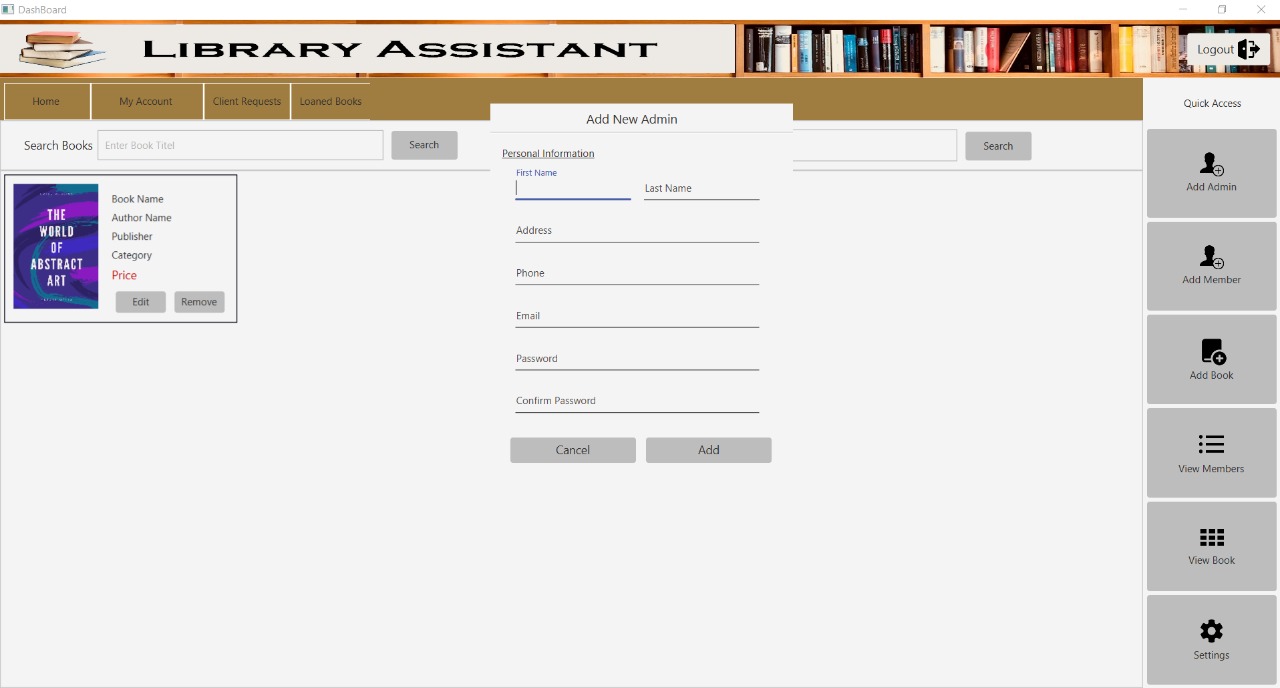 DashBoard
LIBRARY ASSISTANT
Logout
Home
My Account
Client Requests
Loaned Books
Quick Access
Search Books
Enter Book Titel
Search
Search
THE
WORLD
OF
ABSTRACT
ART
Book Name
Author Name
Publisher
Category
Price
Edit
Remove
Add New Admin
Personal Information
First Name
Last Name
Address
Phone
Email
Password
Confirm Password
Cancel
Add
Add Admin
Add Member
Add Book
View Members
View Book
Settings